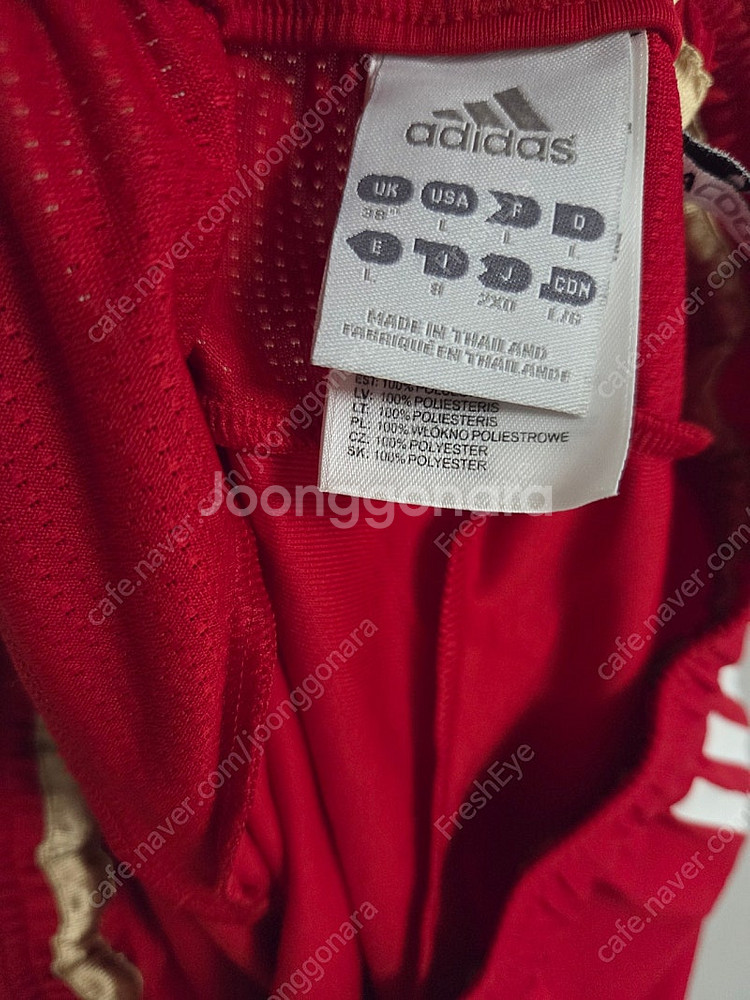 adidas
UK USA F D
38" L L L
E I J CDN
L 8 2XO L/G
MADE IN THAILAND
FABRIQUÉ EN THAILANDE
LV: 100% POLIESTERIS
LT: 100% POLIESTERIS
PL: 100% WŁÓKNO POLIESTROWE
CZ: 100% POLYESTER
SK: 100% POLYESTER
Joonggonara
cafe.naver.com/joonggonara
FreshEye